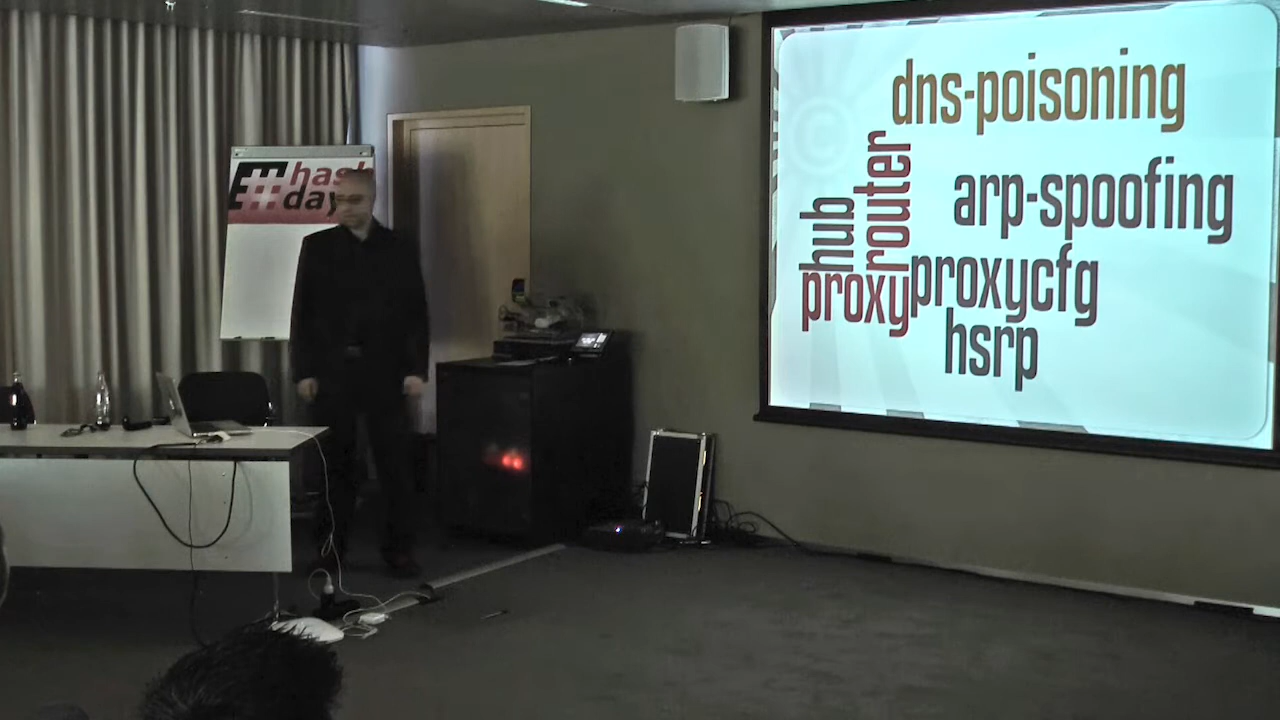 hash
day
dns-poisoning
router
hub
arp-spoofing
proxy
proxycfg
hsrp